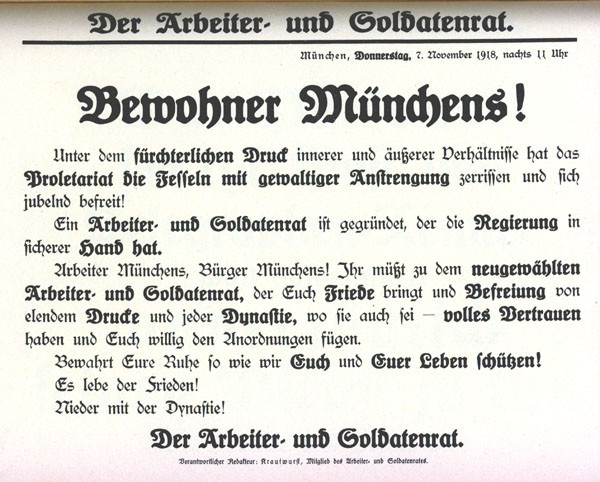 Der Arbeiter- und Soldatenrat.
München, Donnerstag, 7. November 1918, nachts 11 Uhr
Bewohner Münchens!
Unter dem fürchterlichen Druck innerer und äußerer Verhältnisse hat das
Proletariat die Fesseln mit gewaltiger Anstrengung zerrissen und sich
jubelnd befreit!
Ein Arbeiter- und Soldatenrat ist gegründet, der die Regierung in
sicherer Hand hat.
Arbeiter Münchens, Bürger Münchens! Ihr müßt zu dem neugewählten
Arbeiter- und Soldatenrat, der Euch Friede bringt und Befreiung von
elendem Drucke und jeder Dynastie, wo sie auch sei — volles Vertrauen
haben und Euch willig den Anordnungen fügen.
Bewahrt Eure Ruhe so wie wir Euch und Euer Leben schützen!
Es lebe der Frieden!
Nieder mit der Dynastie!
Der Arbeiter- und Soldatenrat.
Verantwortlicher Redakteur: Krautwurst, Mitglied des Arbeiter- und Soldatenrates.